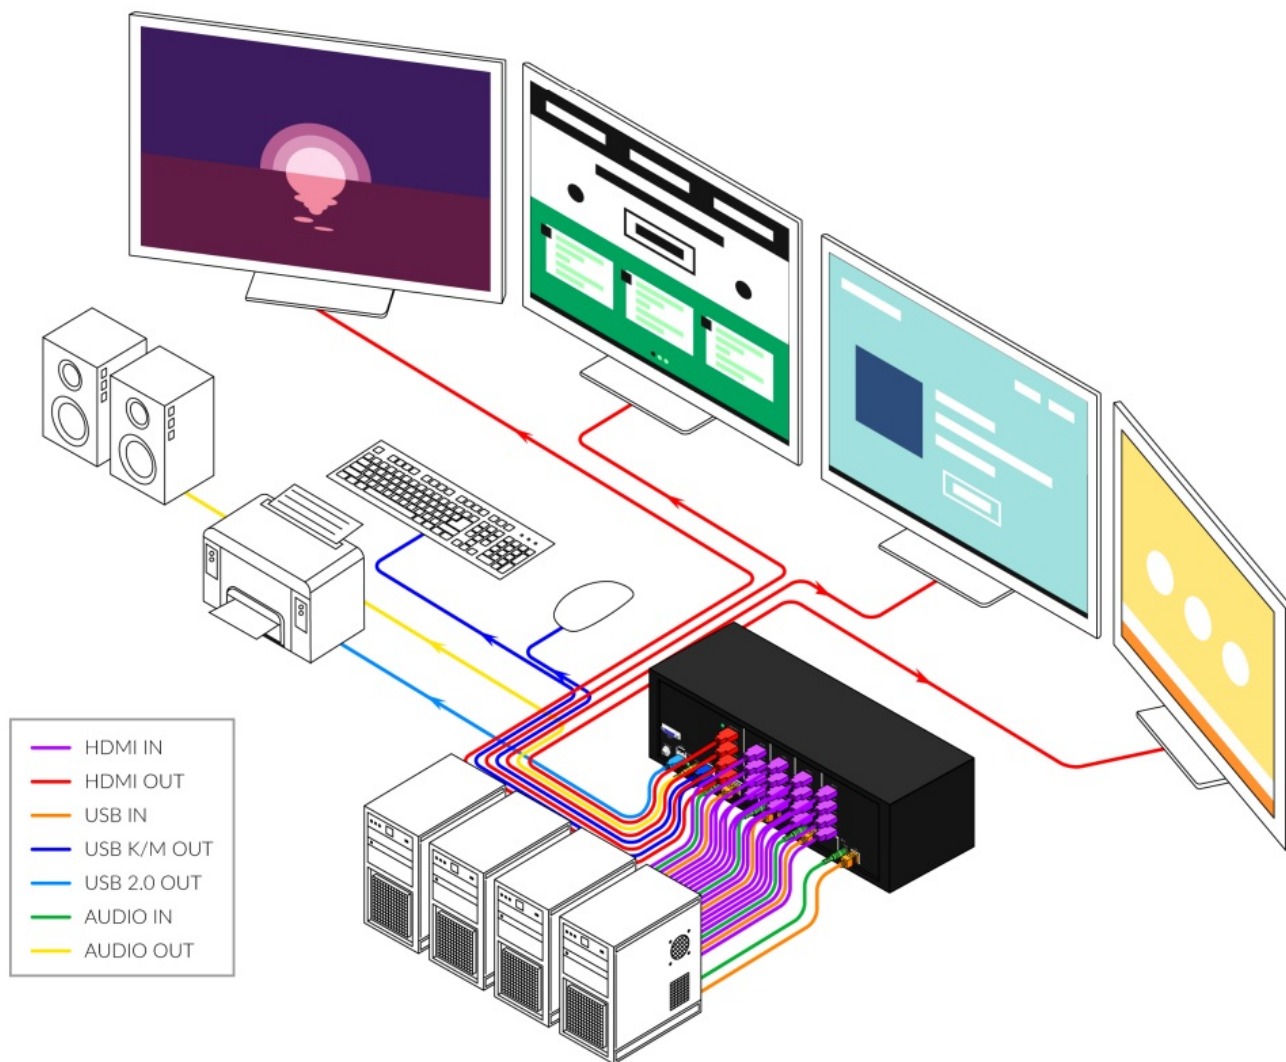 HDMI IN
HDMI OUT
USB IN
USB K/M OUT
USB 2.0 OUT
AUDIO IN
AUDIO OUT